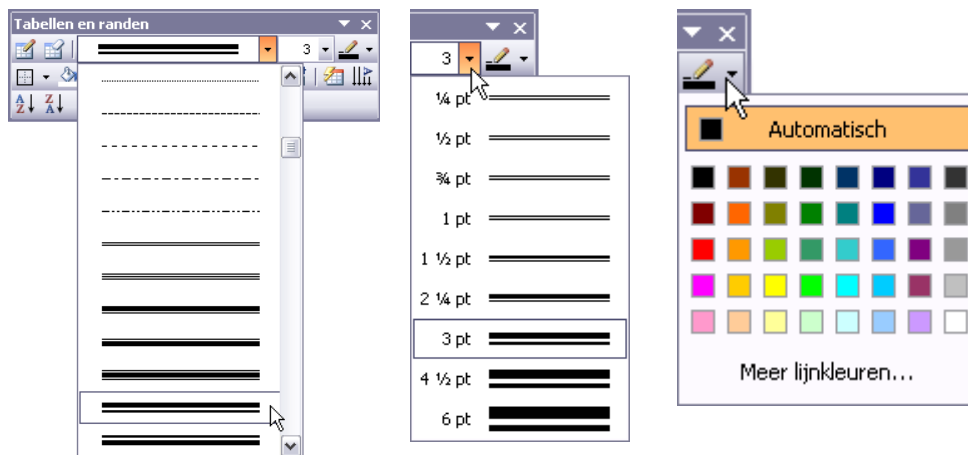 Tabellen en randen
3
A
Z
Z
A
3
¼ pt
½ pt
¾ pt
1 pt
1 ½ pt
2 ¼ pt
3 pt
4 ½ pt
6 pt
Automatisch
Meer lijnkleuren...